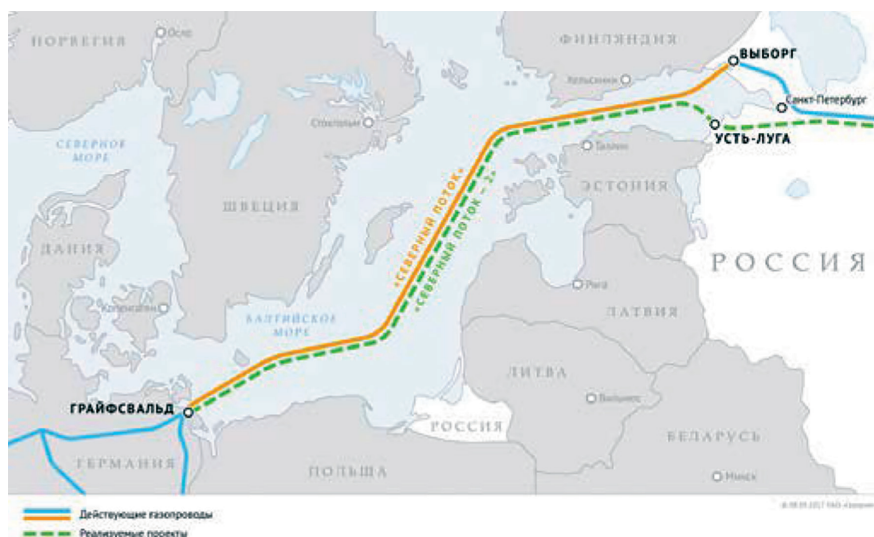 НОРВЕГИЯ
Осло
ФИНЛЯНДИЯ
ВЫБОРГ
Хельсинки
Санкт-Петербург
Стокгольм
УСТЬ-ЛУГА
СЕВЕРНОЕ
МОРЕ
Таллин
ЭСТОНИЯ
ШВЕЦИЯ
«СЕВЕРНЫЙ ПОТОК»
«СЕВЕРНЫЙ ПОТОК – 2»
ДАНИЯ
РОССИЯ
Рига
Копенгаген
БАЛТИЙСКОЕ
МОРЕ
ЛАТВИЯ
ЛИТВА
Вильнюс
ГРАЙФСВАЛЬД
РОССИЯ
БЕЛАРУСЬ
ГЕРМАНИЯ
ПОЛЬША
Минск
Действующие газопроводы
Реализуемые проекты